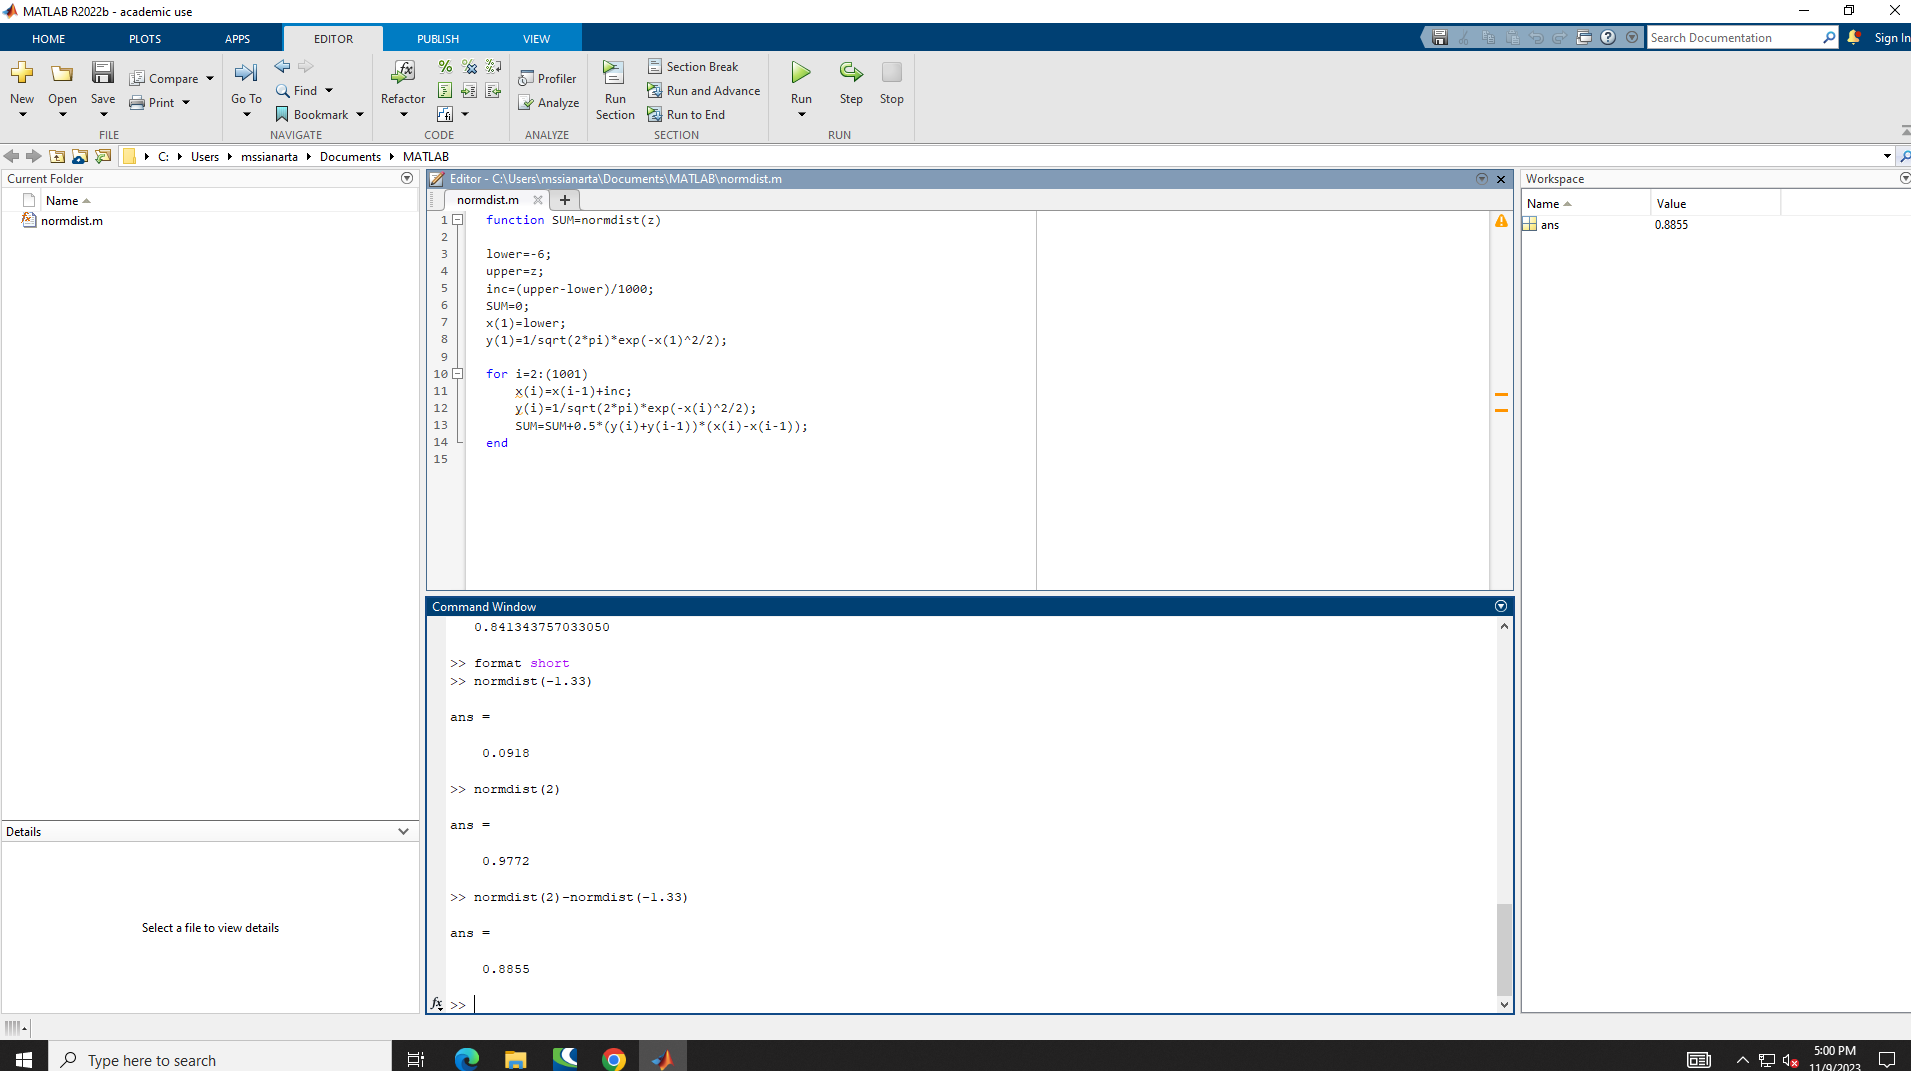 MATLAB R2022b - academic use
HOME PLOTS APPS EDITOR PUBLISH VIEW
Search Documentation
Sign In
New Open Save
Compare
Print
FILE
Go To
Find
Bookmark
NAVIGATE
Refactor
CODE
Profiler
Analyze
ANALYZE
Run Section
Section Break
Run and Advance
Run to End
SECTION
Run Step Stop
RUN
C: Users mssianarta Documents MATLAB
Current Folder
Name
normdist.m
Details
Select a file to view details
Editor - C:\Users\mssianarta\Documents\MATLAB\normdist.m
normdist.m
1 function SUM=normdist(z)
2
3 lower=-6;
4 upper=z;
5 inc=(upper-lower)/1000;
6 SUM=0;
7 x(1)=lower;
8 y(1)=1/sqrt(2*pi)*exp(-x(1)^2/2);
9
10 for i=2:(1001)
11 x(i)=x(i-1)+inc;
12 y(i)=1/sqrt(2*pi)*exp(-x(i)^2/2);
13 SUM=SUM+0.5*(y(i)+y(i-1))*(x(i)-x(i-1));
14 end
15
Command Window
0.841343757033050
>> format short
>> normdist(-1.33)
ans =
0.0918
>> normdist(2)
ans =
0.9772
>> normdist(2)-normdist(-1.33)
ans =
0.8855
fx >>
Workspace
Name Value
ans 0.8855
Type here to search
5:00 PM
11/9/2023